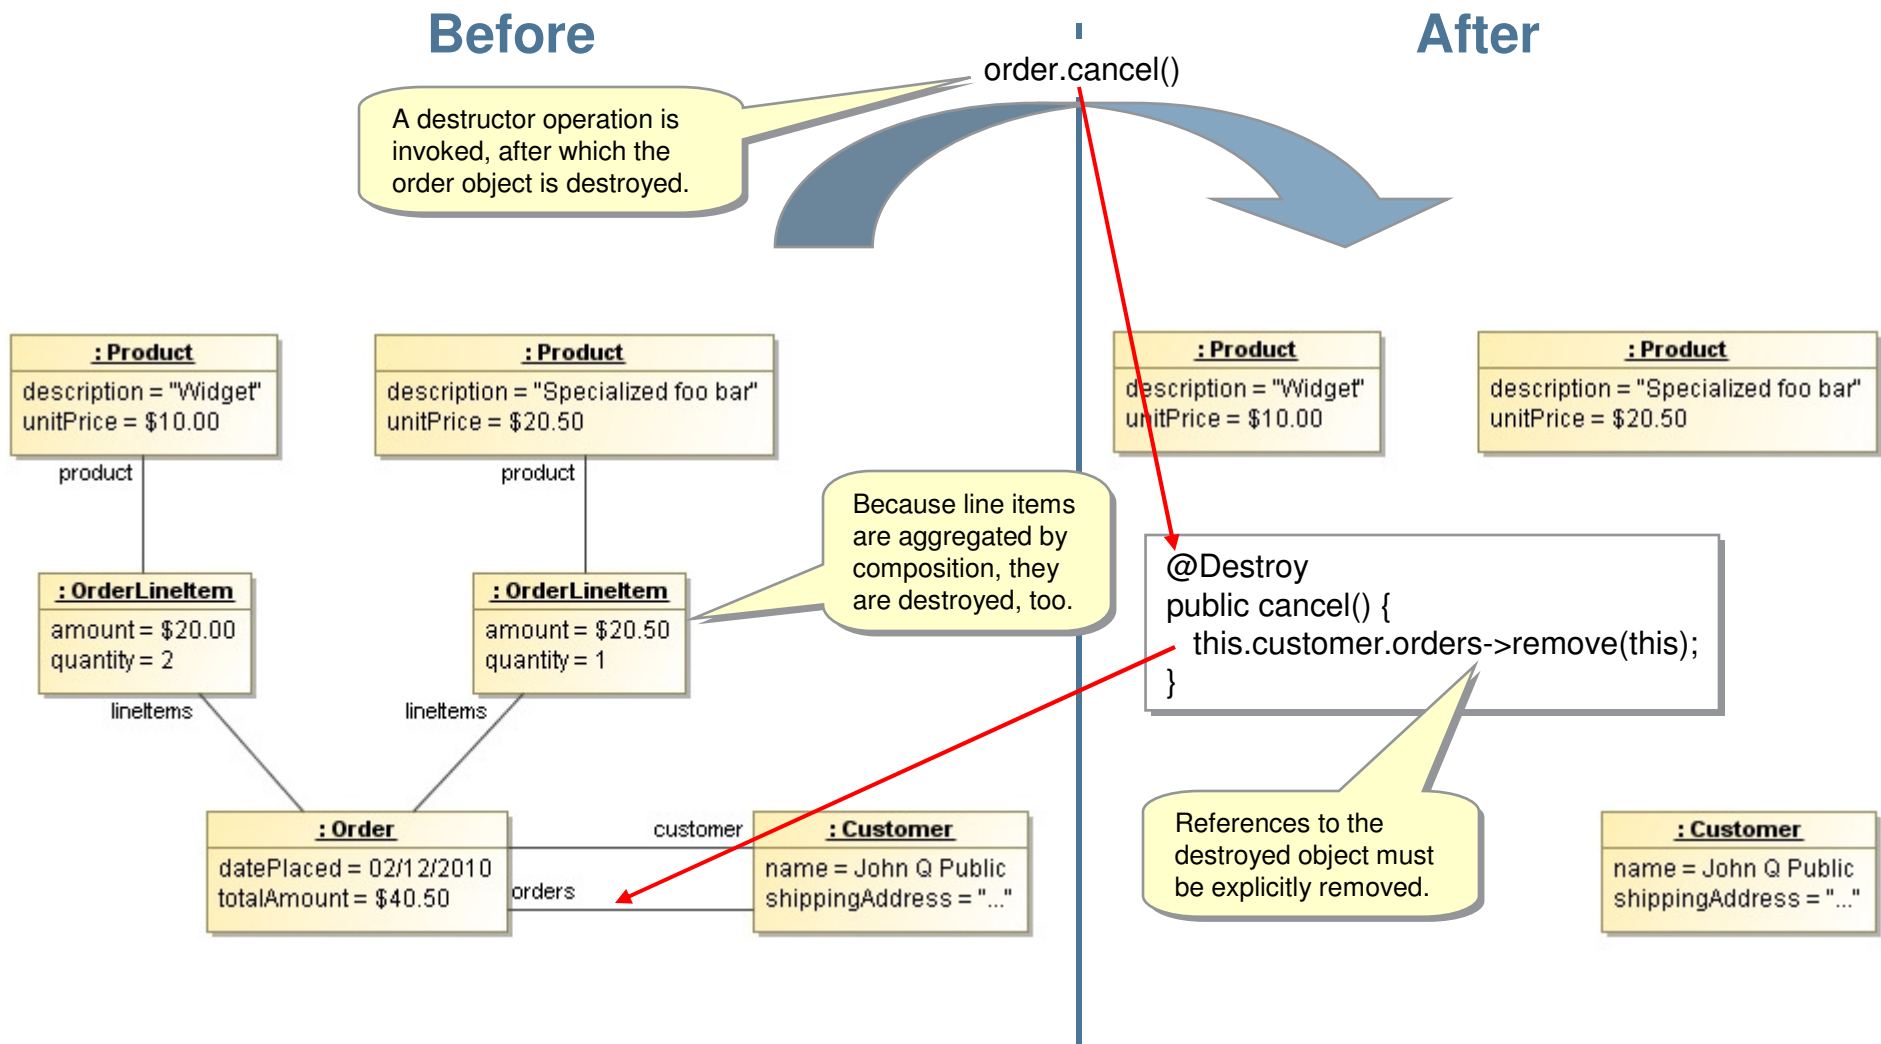 Before
After
order.cancel()
A destructor operation is
invoked, after which the
order object is destroyed.
: Product
description = "Widget"
unitPrice = $10.00
: Product
description = "Specialized foo bar"
unitPrice = $20.50
: Product
description = "Widget"
unitPrice = $10.00
: Product
description = "Specialized foo bar"
unitPrice = $20.50
product
product
Because line items
are aggregated by
composition, they
are destroyed, too.
: OrderLineItem
amount = $20.00
quantity = 2
: OrderLineItem
amount = $20.50
quantity = 1
@Destroy
public cancel() {
this.customer.orders->remove(this);
}
lineItems
lineItems
: Order
datePlaced = 02/12/2010
totalAmount = $40.50
customer
orders
: Customer
name = John Q Public
shippingAddress = "..."
References to the
destroyed object must
be explicitly removed.
: Customer
name = John Q Public
shippingAddress = "..."